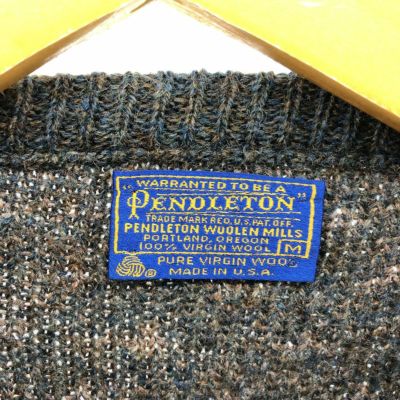 "WARRANTED TO BE A
PENDLETON"
TRADE MARK REG. U.S. PAT. OFF.
PENDLETON WOOLEN MILLS
PORTLAND, OREGON
100% VIRGIN WOOL M
PURE VIRGIN WOOL
MADE IN U.S.A.